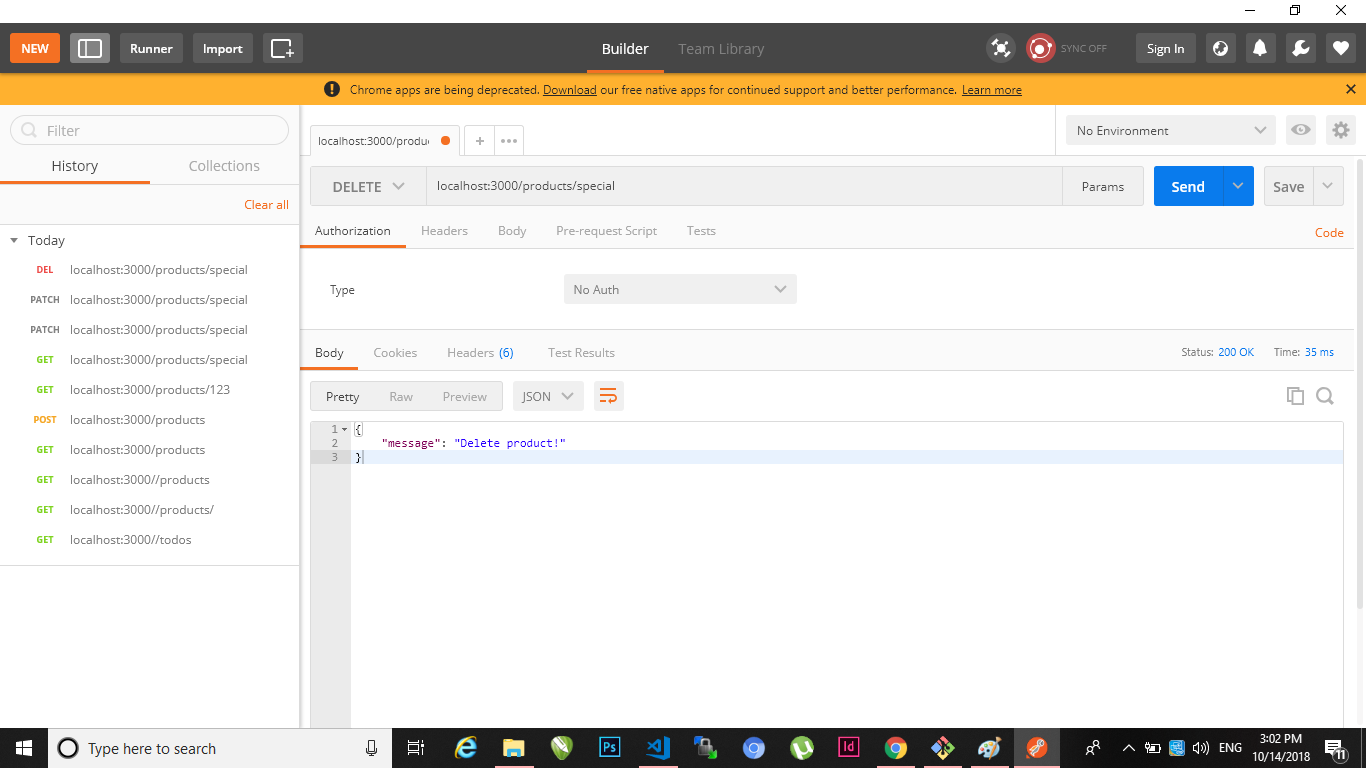 NEW Runner Import Builder Team Library SYNC OFF Sign In
Chrome apps are being deprecated. Download our free native apps for continued support and better performance. Learn more
Filter
History Collections
Clear all
Today
DEL localhost:3000/products/special
PATCH localhost:3000/products/special
PATCH localhost:3000/products/special
GET localhost:3000/products/special
GET localhost:3000/products/123
POST localhost:3000/products
GET localhost:3000/products
GET localhost:3000//products
GET localhost:3000//products/
GET localhost:3000//todos
localhost:3000/produ + ••• No Environment
DELETE localhost:3000/products/special Params Send Save
Authorization Headers Body Pre-request Script Tests Code
Type No Auth
Body Cookies Headers (6) Test Results Status: 200 OK Time: 35 ms
Pretty Raw Preview JSON
1 {
2 "message": "Delete product!"
3 }
Type here to search Ps Id ENG 3:02 PM
10/14/2018 11